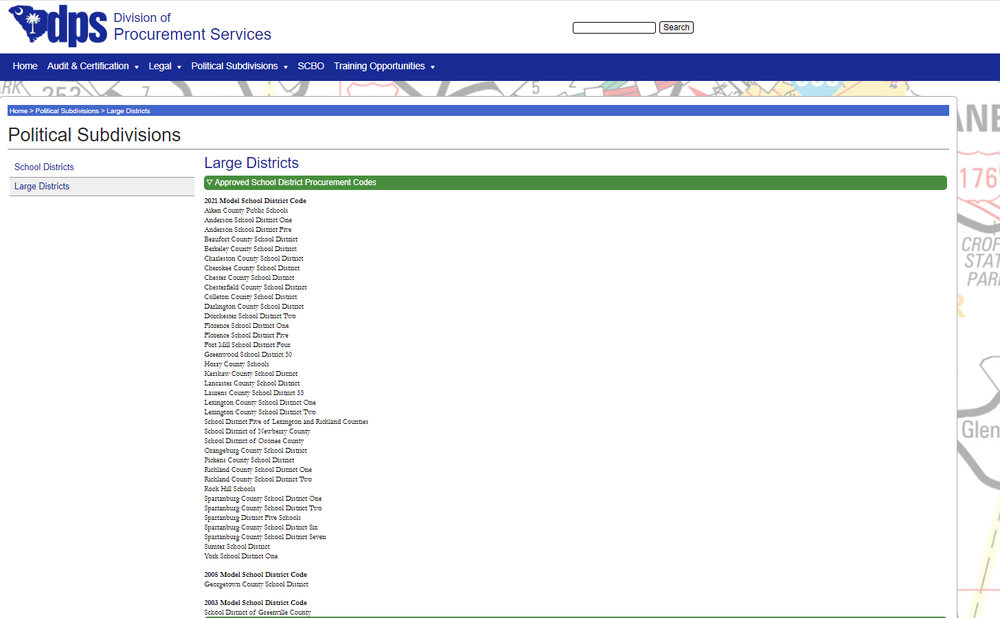 dps
Division of
Procurement Services
Search
Home Audit & Certification Legal Political Subdivisions SCBO Training Opportunities
253 7 5
Home > Political Subdivisions > Large Districts
Political Subdivisions
School Districts
Large Districts
Large Districts
Approved School District Procurement Codes
2021 Model School District Code
Aiken County Public Schools
Anderson School District One
Anderson School District Five
Beaufort County School District
Berkeley County School District
Charleston County School District
Cherokee County School District
Chester County School District
Chesterfield County School District
Colleton County School District
Darlington County School District
Dorchester School District Two
Florence School District One
Florence School District Five
Fort Mill School District Four
Greenwood School District 50
Horry County Schools
Kershaw County School District
Lancaster County School District
Laurens County School District 55
Lexington County School District One
Lexington County School District Two
School District Five of Lexington and Richland Counties
School District of Newberry County
School District of Oconee County
Orangeburg County School District
Pickens County School District
Richland County School District One
Richland County School District Two
Rock Hill Schools
Spartanburg County School District One
Spartanburg County School District Two
Spartanburg District Five Schools
Spartanburg County School District Six
Spartanburg County School District Seven
Sumter School District
York School District One
2008 Model School District Code
Georgetown County School District
2003 Model School District Code
School District of Greenville County
176
CROF
STAT
PARK
Glen